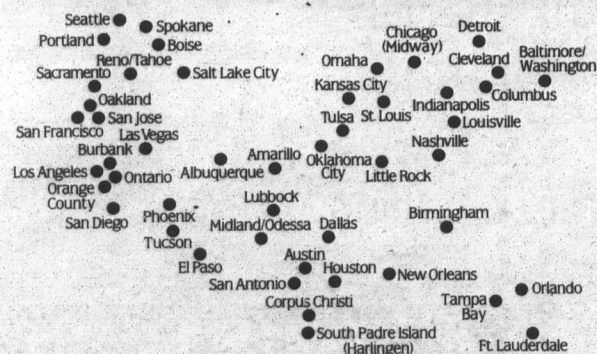 Seattle
Spokane
Portland
Boise
Reno/Tahoe
Sacramento
Salt Lake City
Oakland
San Jose
San Francisco
Las Vegas
Burbank
Los Angeles
Ontario
Orange
County
San Diego
Phoenix
Tucson
El Paso
Albuquerque
Amarillo
Lubbock
Midland/Odessa
Dallas
Austin
Houston
San Antonio
Corpus Christi
South Padre Island
(Harlingen)
New Orleans
Chicago
(Midway)
Omaha
Kansas City
St. Louis
Tulsa
Oklahoma
City
Little Rock
Detroit
Cleveland
Baltimore/
Washington
Columbus
Indianapolis
Louisville
Nashville
Birmingham
Orlando
Tampa
Bay
Ft. Lauderdale